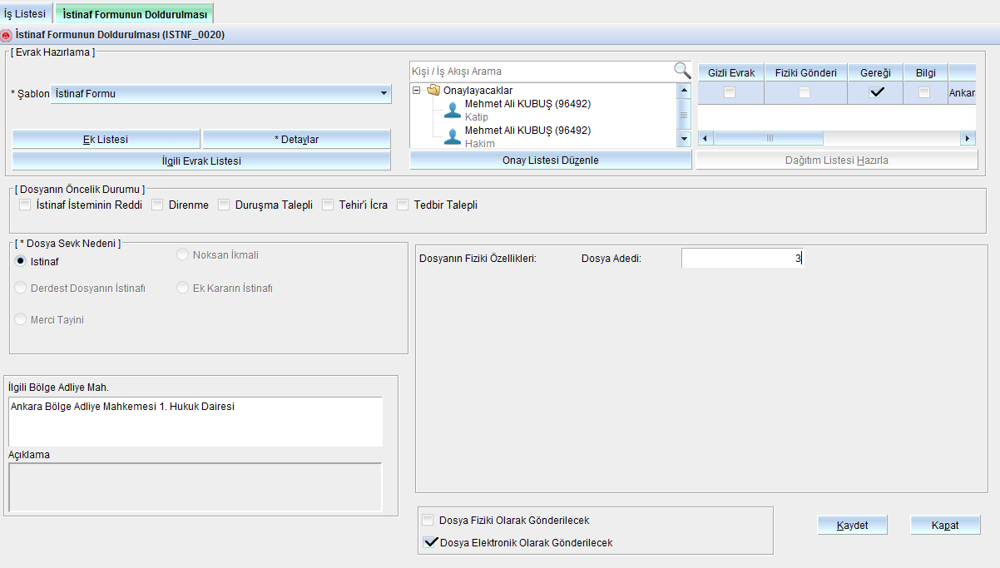 İş Listesi
İstinaf Formunun Doldurulması
İstinaf Formunun Doldurulması (ISTNF_0020)
[ Evrak Hazırlama ]
* Şablon İstinaf Formu
Ek Listesi
* Detaylar
İlgili Evrak Listesi
Kişi / İş Akışı Arama
Onaylayacaklar
Mehmet Ali KUBUŞ (96492)
Katip
Mehmet Ali KUBUŞ (96492)
Hakim
Onay Listesi Düzenle
Gizli Evrak Fiziki Gönderi Gereği Bilgi
Ankar
Dağıtım Listesi Hazırla
[ Dosyanın Öncelik Durumu ]
İstinaf İsteminin Reddi Direnme Duruşma Talepli Tehir'i İcra Tedbir Talepli
[ * Dosya Sevk Nedeni ]
Istinaf
Noksan İkmali
Derdest Dosyanın İstinafı
Ek Kararın İstinafı
Merci Tayini
Dosyanın Fiziki Özellikleri: Dosya Adedi: 3
İlgili Bölge Adliye Mah.
Ankara Bölge Adliye Mahkemesi 1. Hukuk Dairesi
Açıklama
Dosya Fiziki Olarak Gönderilecek
Dosya Elektronik Olarak Gönderilecek
Kaydet
Kapat